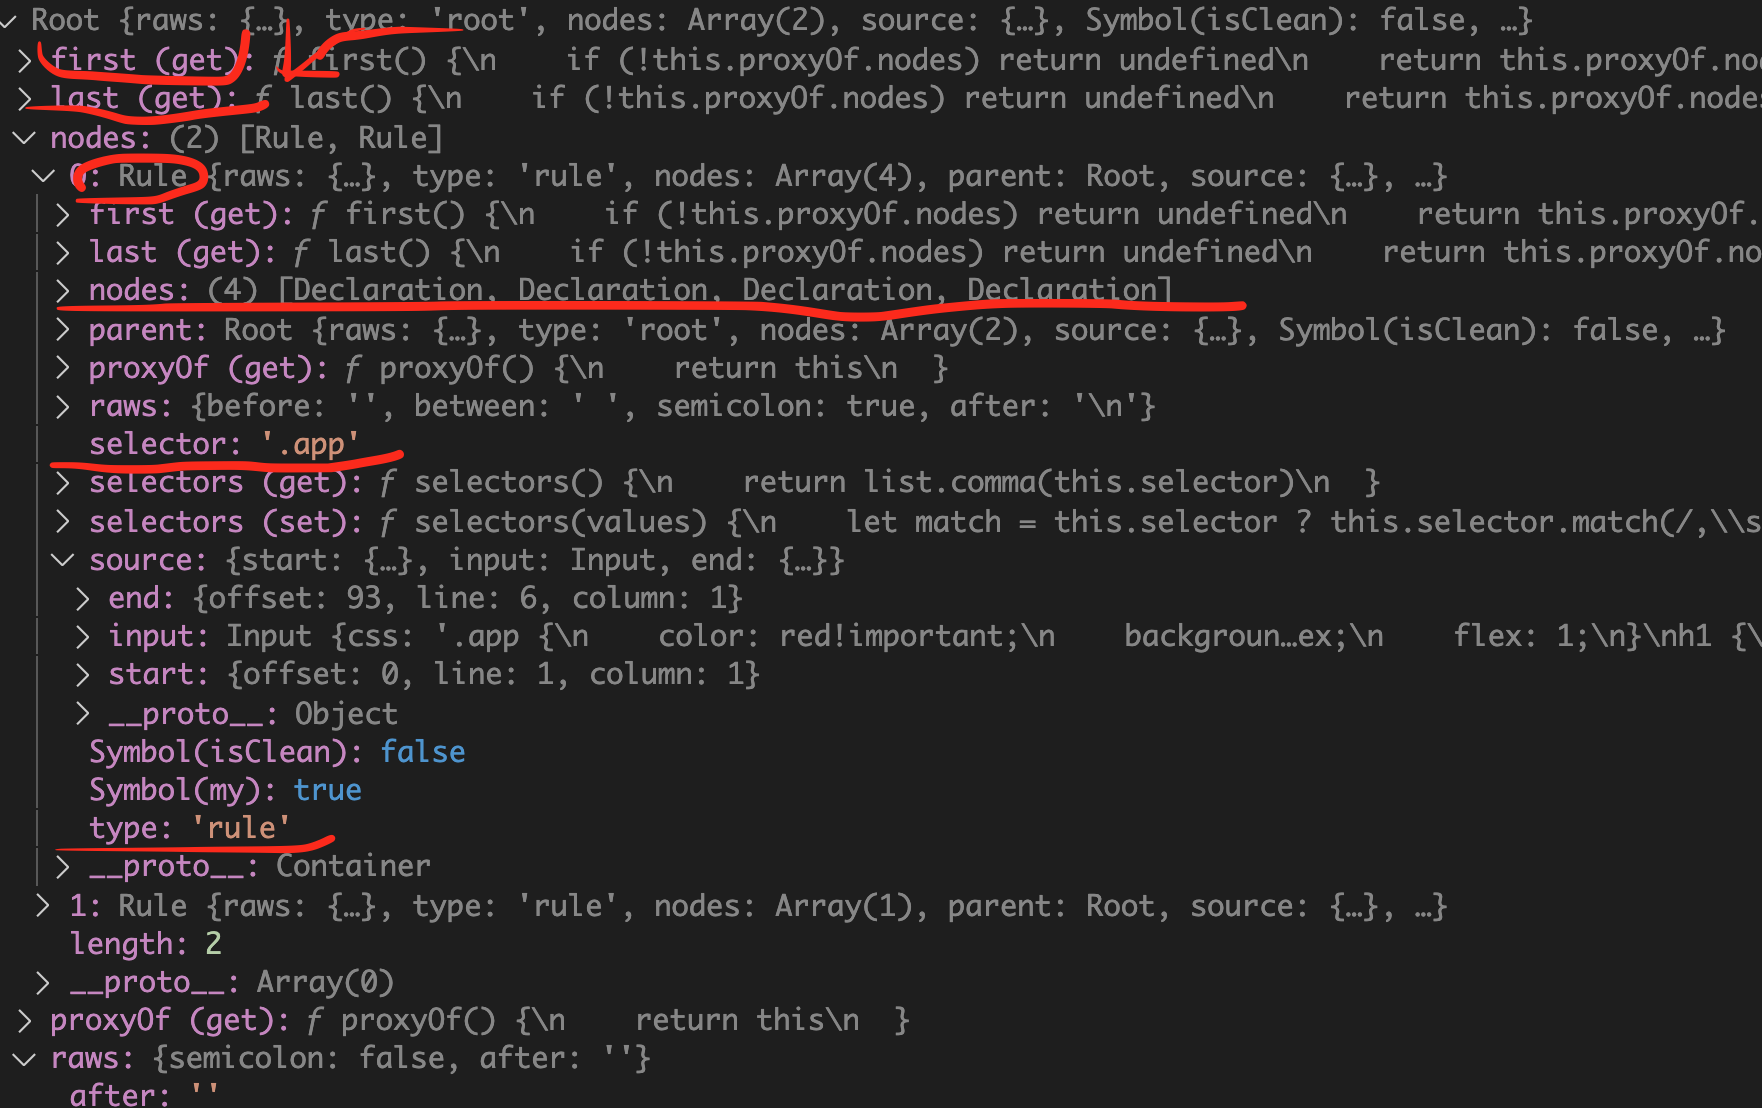 Root {raws: {…}, type: 'root', nodes: Array(2), source: {…}, Symbol(isClean): false, …}
first (get): ƒ first() {\n    if (!this.proxyOf.nodes) return undefined\n    return this.proxyOf.no
last (get): ƒ last() {\n    if (!this.proxyOf.nodes) return undefined\n    return this.proxyOf.nodes
nodes: (2) [Rule, Rule]
0: Rule {raws: {…}, type: 'rule', nodes: Array(4), parent: Root, source: {…}, …}
first (get): ƒ first() {\n    if (!this.proxyOf.nodes) return undefined\n    return this.proxyOf.
last (get): ƒ last() {\n    if (!this.proxyOf.nodes) return undefined\n    return this.proxyOf.no
nodes: (4) [Declaration, Declaration, Declaration, Declaration]
parent: Root {raws: {…}, type: 'root', nodes: Array(2), source: {…}, Symbol(isClean): false, …}
proxyOf (get): ƒ proxyOf() {\n    return this\n  }
raws: {before: '', between: ' ', semicolon: true, after: '\n'}
selector: '.app'
selectors (get): ƒ selectors() {\n    return list.comma(this.selector)\n  }
selectors (set): ƒ selectors(values) {\n    let match = this.selector ? this.selector.match(/,\\s
source: {start: {…}, input: Input, end: {…}}
end: {offset: 93, line: 6, column: 1}
input: Input {css: '.app {\n    color: red!important;\n    backgroun…ex;\n    flex: 1;\n}\nh1 {\
start: {offset: 0, line: 1, column: 1}
__proto__: Object
Symbol(isClean): false
Symbol(my): true
type: 'rule'
__proto__: Container
1: Rule {raws: {…}, type: 'rule', nodes: Array(1), parent: Root, source: {…}, …}
length: 2
__proto__: Array(0)
proxyOf (get): ƒ proxyOf() {\n    return this\n  }
raws: {semicolon: false, after: ''}
after: ''